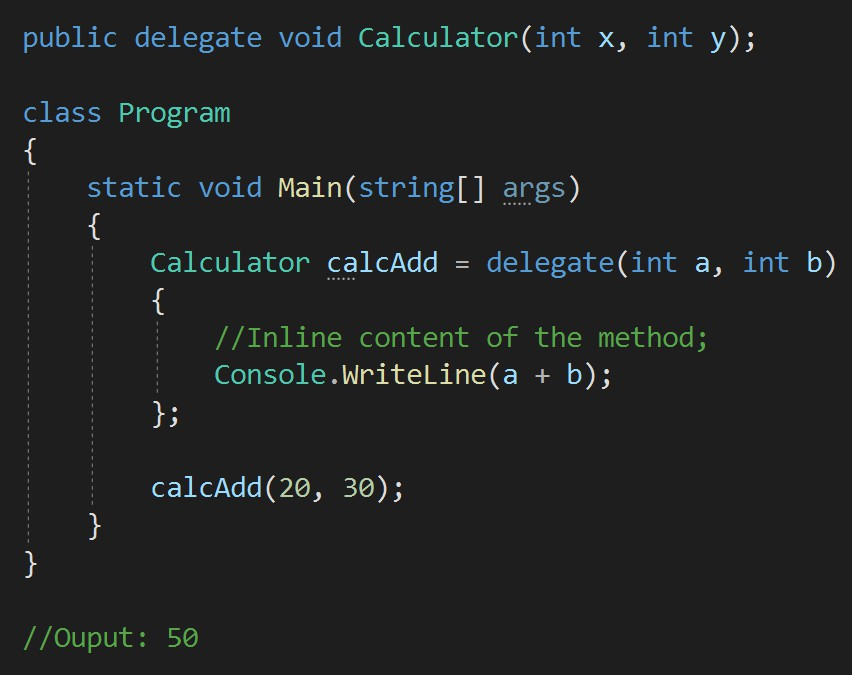 public delegate void Calculator(int x, int y);
class Program
{
static void Main(string[] args)
{
Calculator calcAdd = delegate(int a, int b)
{
//Inline content of the method;
Console.WriteLine(a + b);
};
calcAdd(20, 30);
}
}
//Ouput: 50